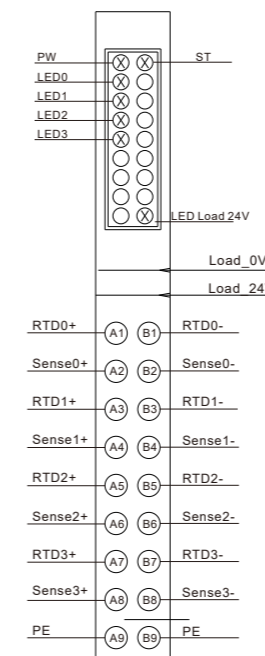 PW ST
LED0
LED1
LED2
LED3
LED Load 24V
Load_0V
Load_24
RTD0+ A1 B1 RTD0-
Sense0+ A2 B2 Sense0-
RTD1+ A3 B3 RTD1-
Sense1+ A4 B4 Sense1-
RTD2+ A5 B5 RTD2-
Sense2+ A6 B6 Sense2-
RTD3+ A7 B7 RTD3-
Sense3+ A8 B8 Sense3-
PE A9 B9 PE